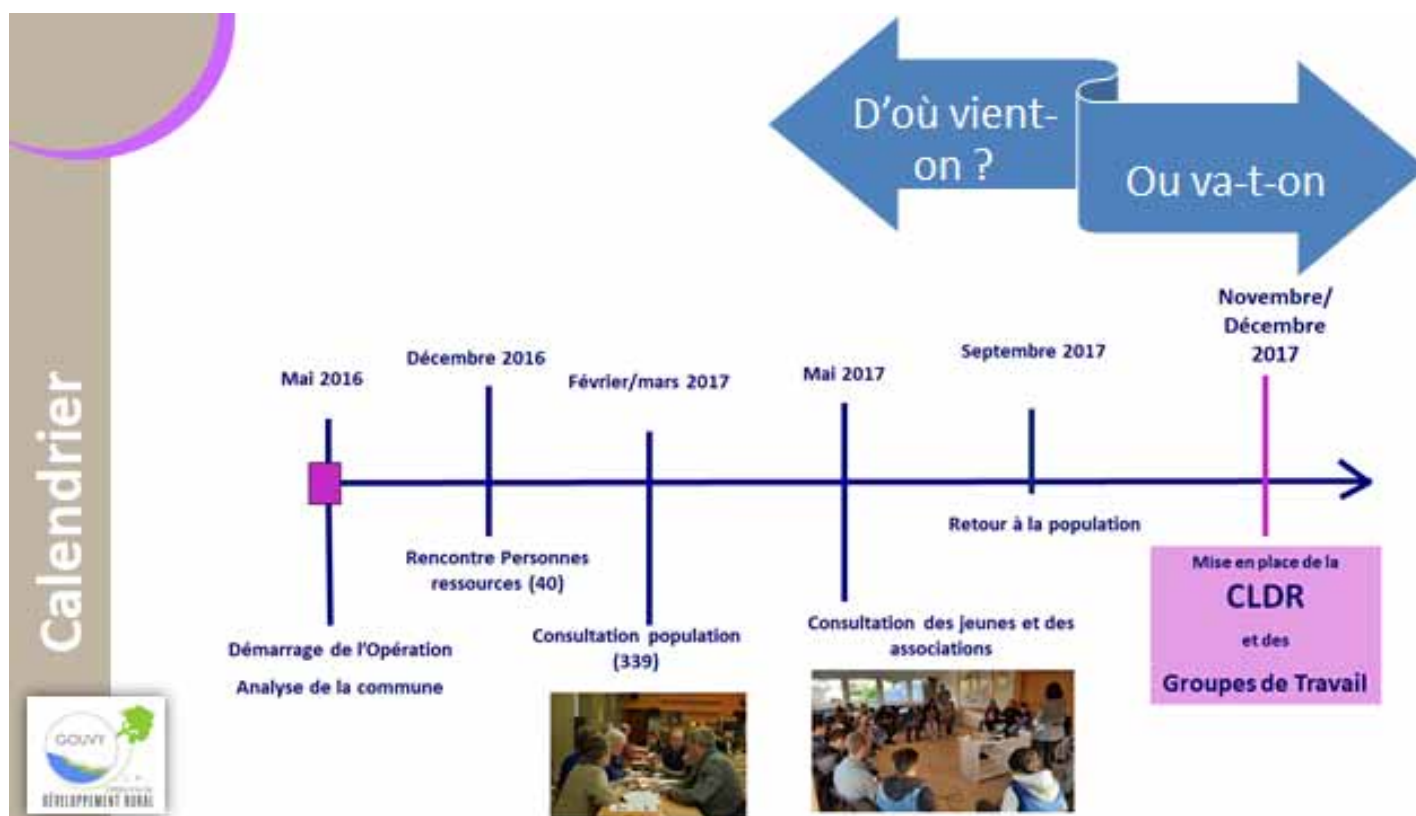 D'où vient-
on ?
Ou va-t-on
Calendrier
Mai 2016
Décembre 2016
Février/mars 2017
Mai 2017
Septembre 2017
Novembre/
Décembre
2017
Démarrage de l'Opération
Analyse de la commune
Rencontre Personnes
ressources (40)
Consultation population
(339)
Consultation des jeunes et des
associations
Retour à la population
Mise en place de la
CLDR
et des
Groupes de Travail
GOUVY
DÉVELOPPEMENT RURAL